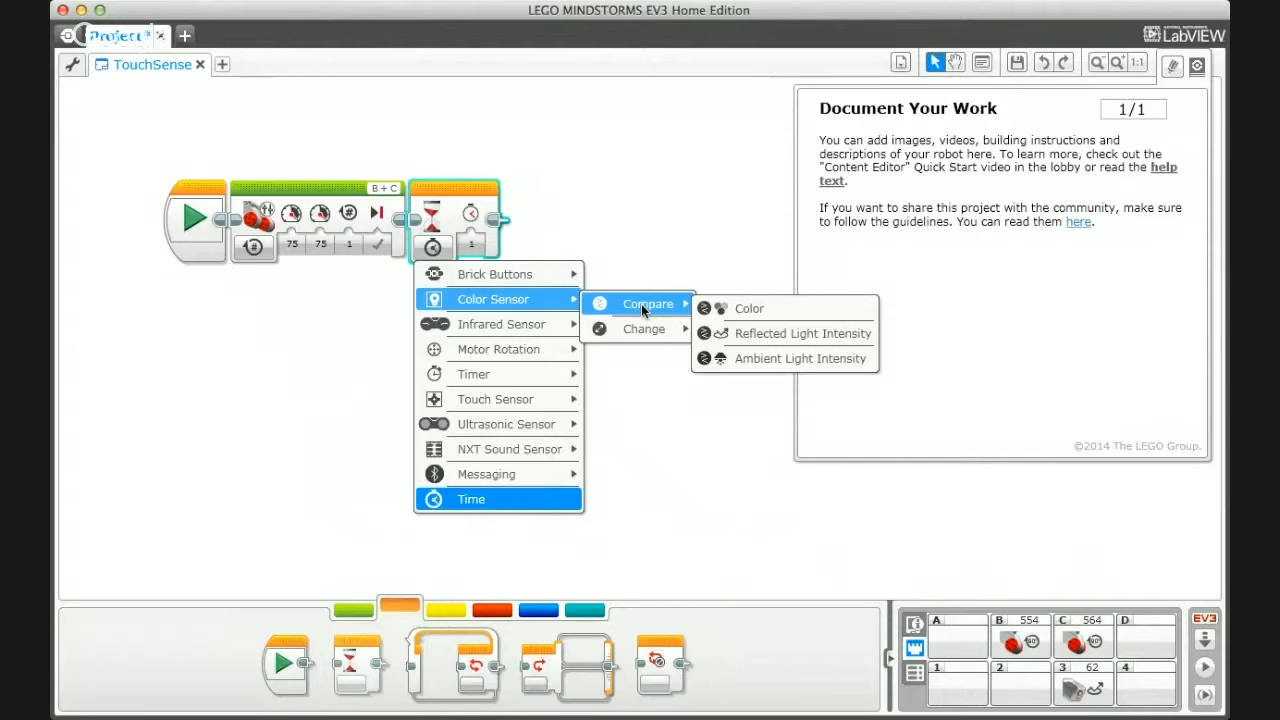 LEGO MINDSTORMS EV3 Home Edition
Project*
LabVIEW
TouchSense
1:1
Document Your Work
1/1
You can add images, videos, building instructions and
descriptions of your robot here. To learn more, check out the
"Content Editor" Quick Start video in the lobby or read the help
text.
If you want to share this project with the community, make sure
to follow the guidelines. You can read them here.
©2014 The LEGO Group.
B + C
75 75 1
1
Brick Buttons
Color Sensor
Infrared Sensor
Motor Rotation
Timer
Touch Sensor
Ultrasonic Sensor
NXT Sound Sensor
Messaging
Time
Compare
Change
Color
Reflected Light Intensity
Ambient Light Intensity
A B 554 C 564 D
1 2 3 62 4
EV3